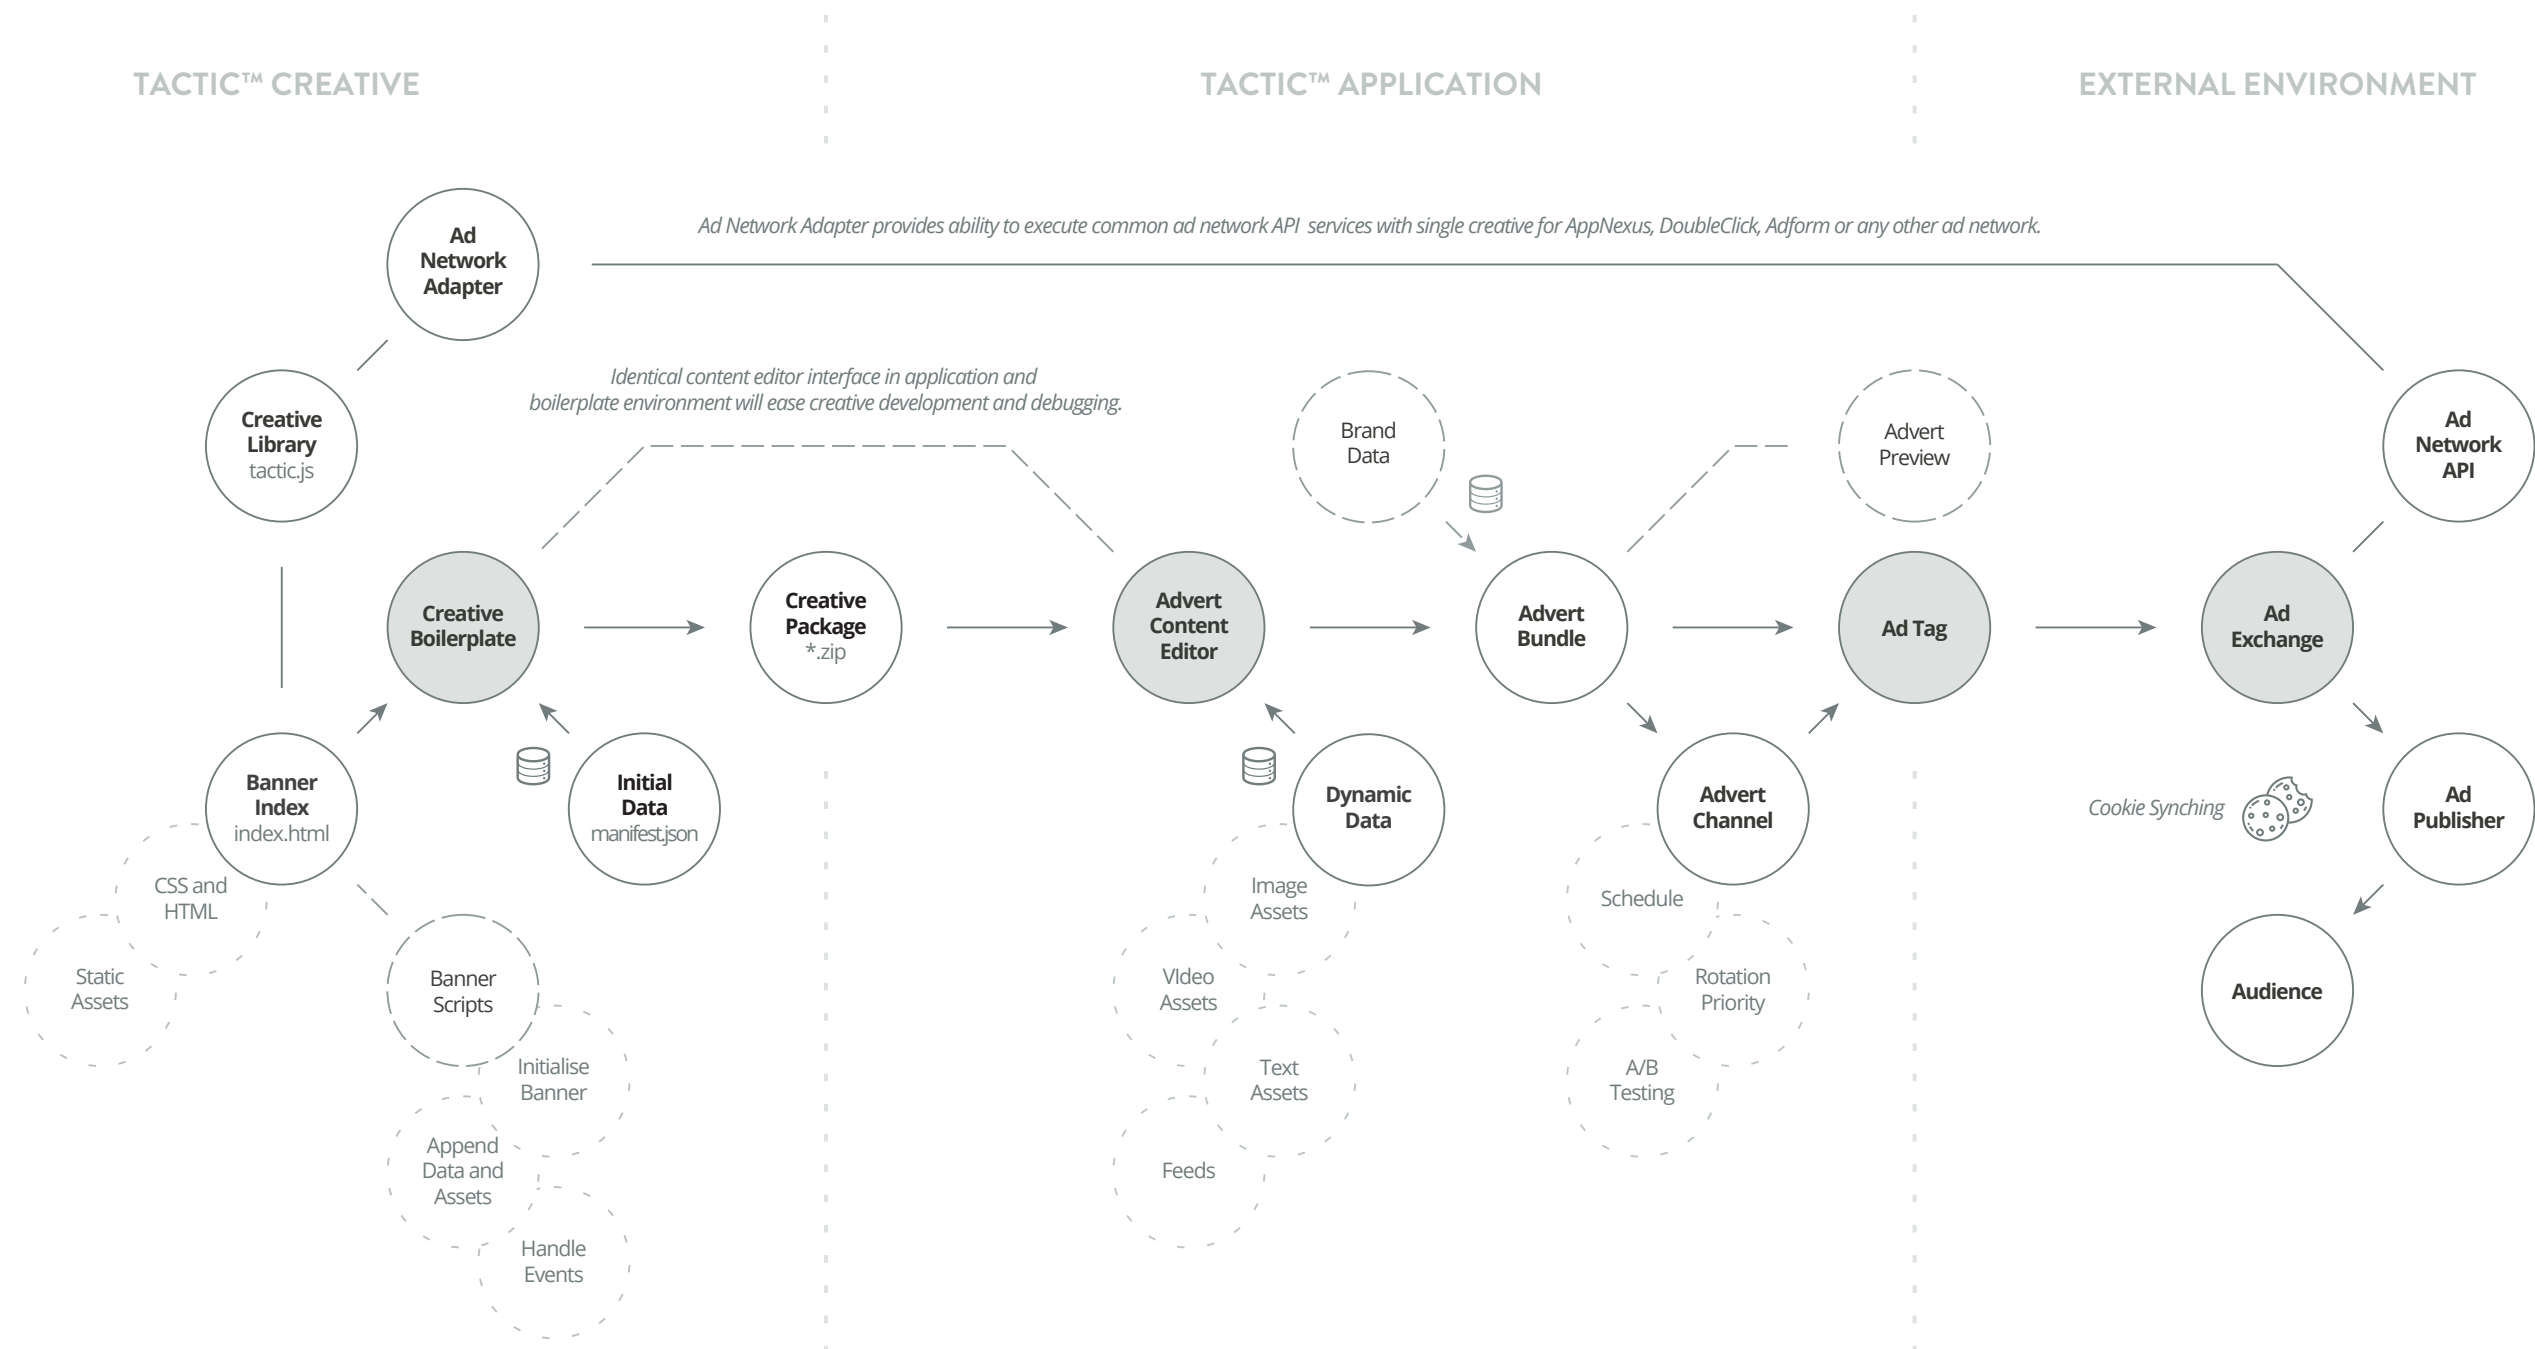 TACTIC™ CREATIVE
TACTIC™ APPLICATION
EXTERNAL ENVIRONMENT
Ad
Network
Adapter
Ad Network Adapter provides ability to execute common ad network API services with single creative for AppNexus, DoubleClick, Adform or any other ad network.
Creative
Library
tactic.js
Identical content editor interface in application and
boilerplate environment will ease creative development and debugging.
Brand
Data
Advert
Preview
Ad
Network
API
Creative
Boilerplate
Creative
Package
*.zip
Advert
Content
Editor
Advert
Bundle
Ad Tag
Ad
Exchange
Banner
Index
index.html
Initial
Data
manifest.json
Dynamic
Data
Advert
Channel
Cookie Synching
Ad
Publisher
CSS and
HTML
Static
Assets
Banner
Scripts
Initialise
Banner
Append
Data and
Assets
Handle
Events
Image
Assets
VIdeo
Assets
Text
Assets
Feeds
Schedule
Rotation
Priority
A/B
Testing
Audience